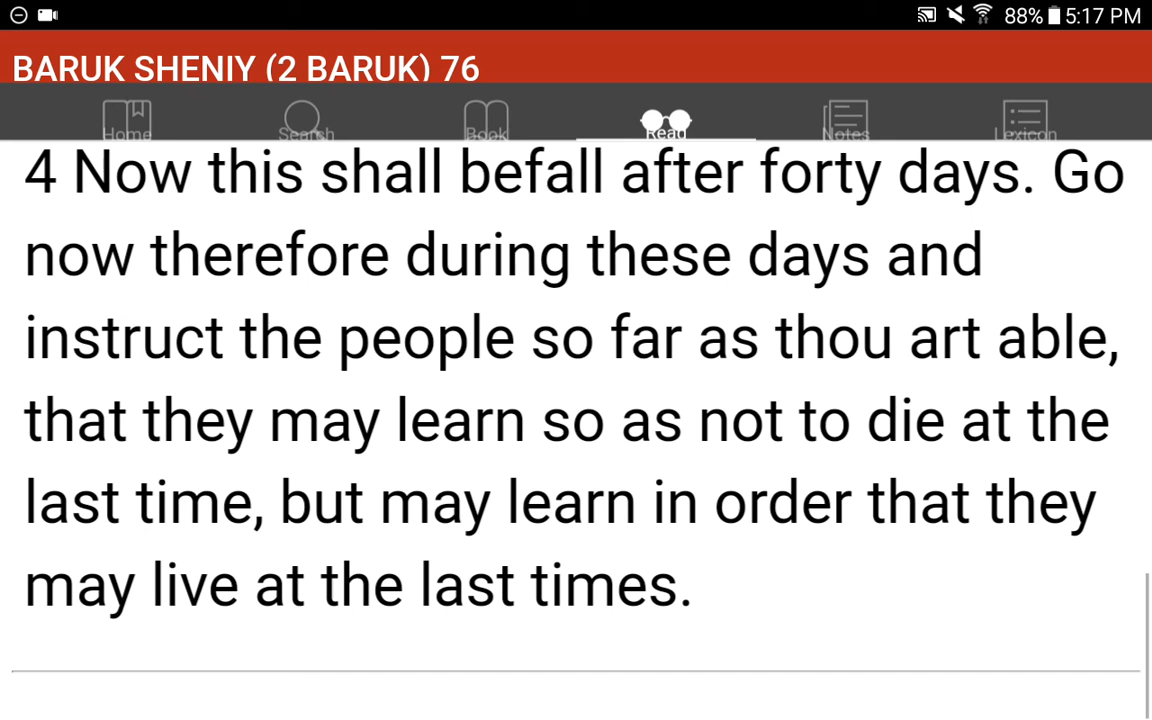 88% 5:17 PM
BARUK SHENIY (2 BARUK) 76
Home Search Book Read Notes Lexicon
4 Now this shall befall after forty days. Go
now therefore during these days and
instruct the people so far as thou art able,
that they may learn so as not to die at the
last time, but may learn in order that they
may live at the last times.